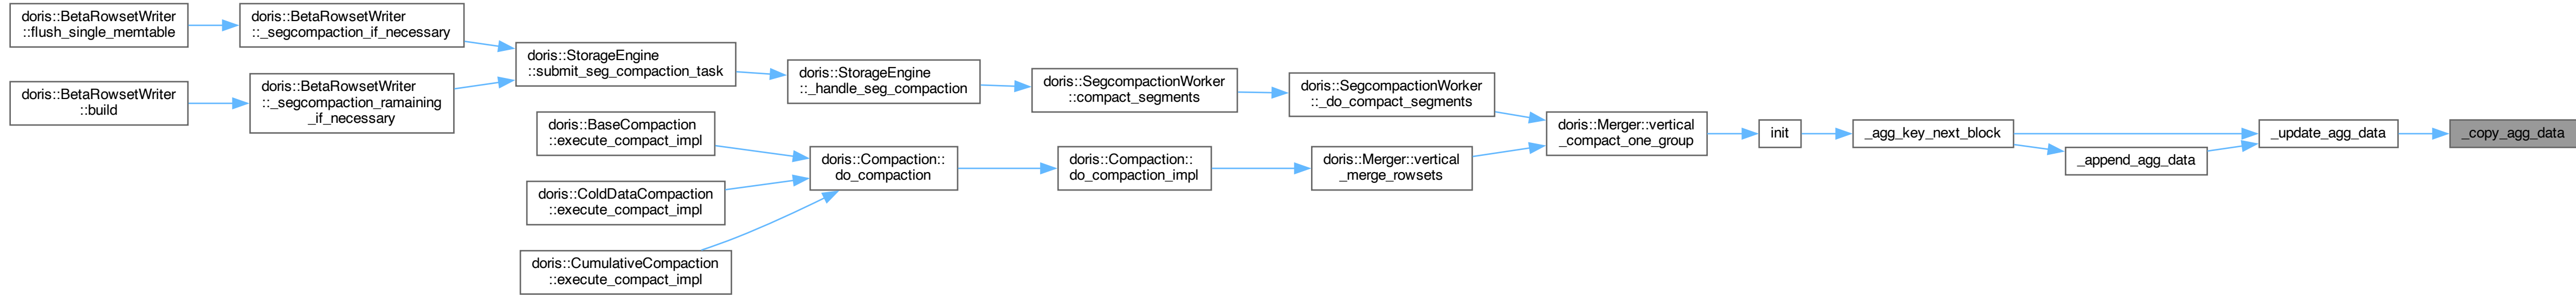 doris::BetaRowsetWriter
::flush_single_memtable
doris::BetaRowsetWriter
::_segcompaction_if_necessary
doris::BetaRowsetWriter
::build
doris::BetaRowsetWriter
::_segcompaction_ramaining
_if_necessary
doris::StorageEngine
::submit_seg_compaction_task
doris::StorageEngine
::_handle_seg_compaction
doris::SegcompactionWorker
::compact_segments
doris::SegcompactionWorker
::_do_compact_segments
doris::BaseCompaction
::execute_compact_impl
doris::ColdDataCompaction
::execute_compact_impl
doris::CumulativeCompaction
::execute_compact_impl
doris::Compaction::
do_compaction
doris::Compaction::
do_compaction_impl
doris::Merger::vertical
_merge_rowsets
doris::Merger::vertical
_compact_one_group
init
_agg_key_next_block
_append_agg_data
_update_agg_data
_copy_agg_data